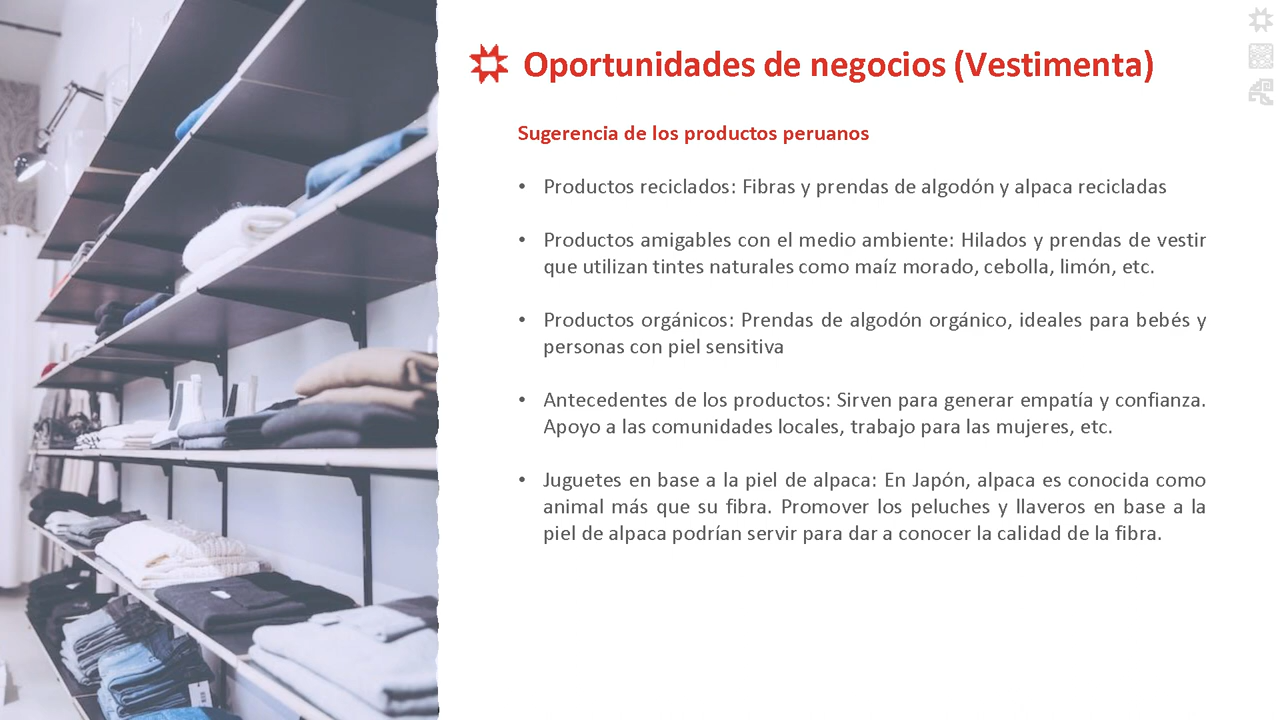 Oportunidades de negocios (Vestimenta)
Sugerencia de los productos peruanos
• Productos reciclados: Fibras y prendas de algodón y alpaca recicladas
• Productos amigables con el medio ambiente: Hilados y prendas de vestir
que utilizan tintes naturales como maíz morado, cebolla, limón, etc.
• Productos orgánicos: Prendas de algodón orgánico, ideales para bebés y
personas con piel sensitiva
• Antecedentes de los productos: Sirven para generar empatía y confianza.
Apoyo a las comunidades locales, trabajo para las mujeres, etc.
• Juguetes en base a la piel de alpaca: En Japón, alpaca es conocida como
animal más que su fibra. Promover los peluches y llaveros en base a la
piel de alpaca podrían servir para dar a conocer la calidad de la fibra.